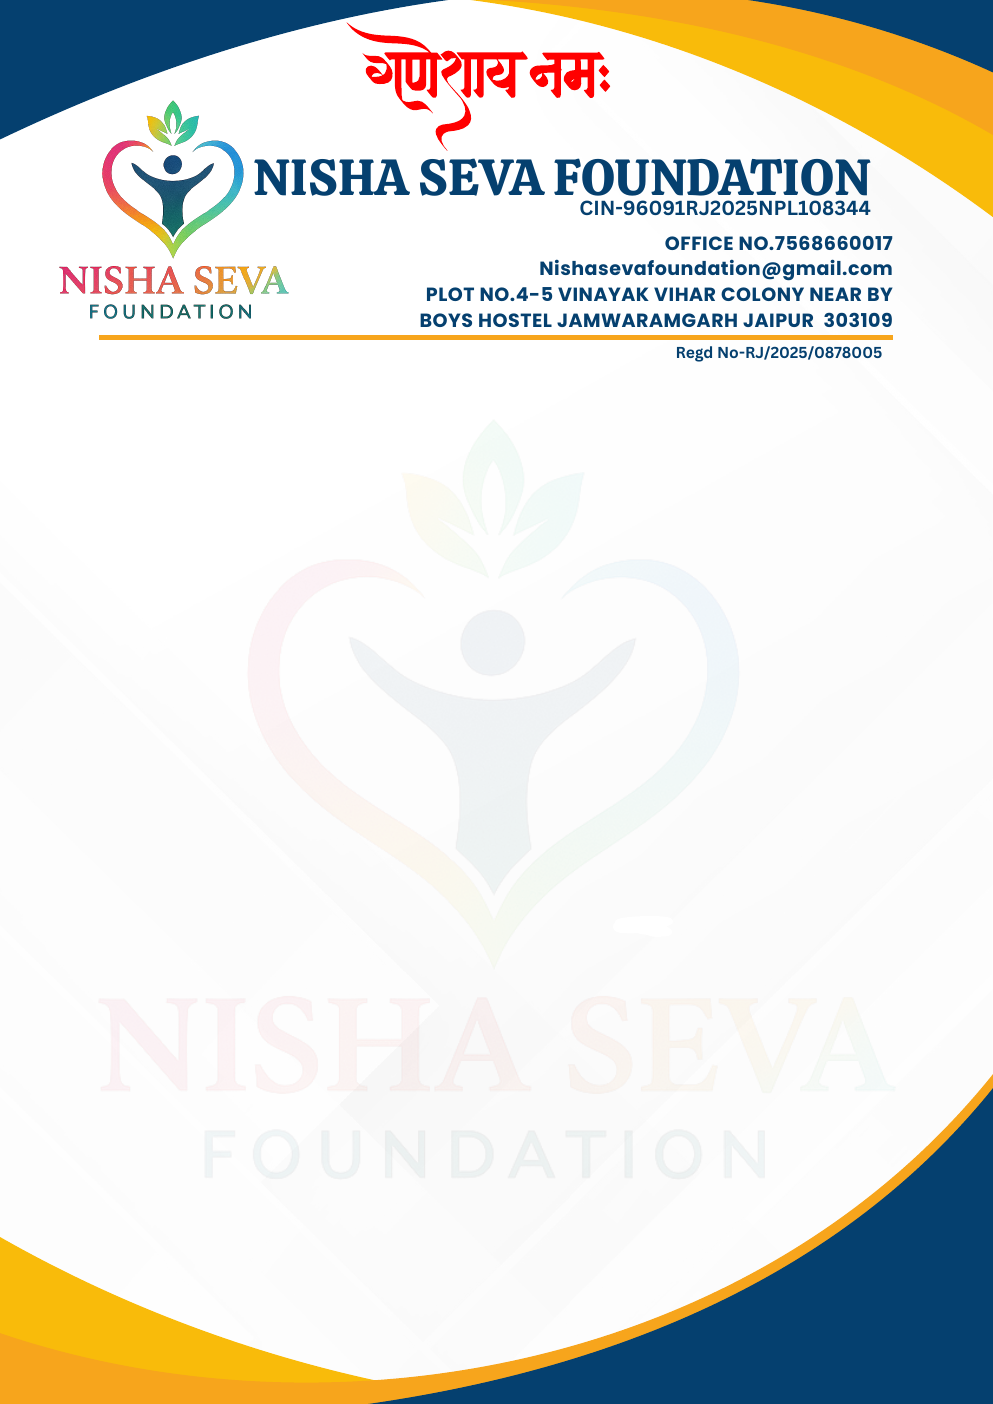 गणेशाय नमः
NISHA SEVA FOUNDATION
CIN-96091RJ2025NPL108344
OFFICE NO.7568660017
Nishasevafoundation@gmail.com
PLOT NO.4-5 VINAYAK VIHAR COLONY NEAR BY
BOYS HOSTEL JAMWARAMGARH JAIPUR 303109
NISHA SEVA
FOUNDATION
Regd No-RJ/2025/0878005
NISHA SEVA
FOUNDATION